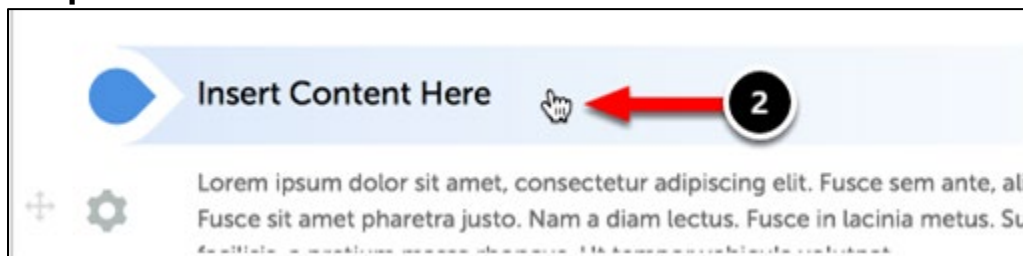 Insert Content Here
2
Lorem ipsum dolor sit amet, consectetur adipiscing elit. Fusce sem ante,
Fusce sit amet pharetra justo. Nam a diam lectus. Fusce in lacinia metus.